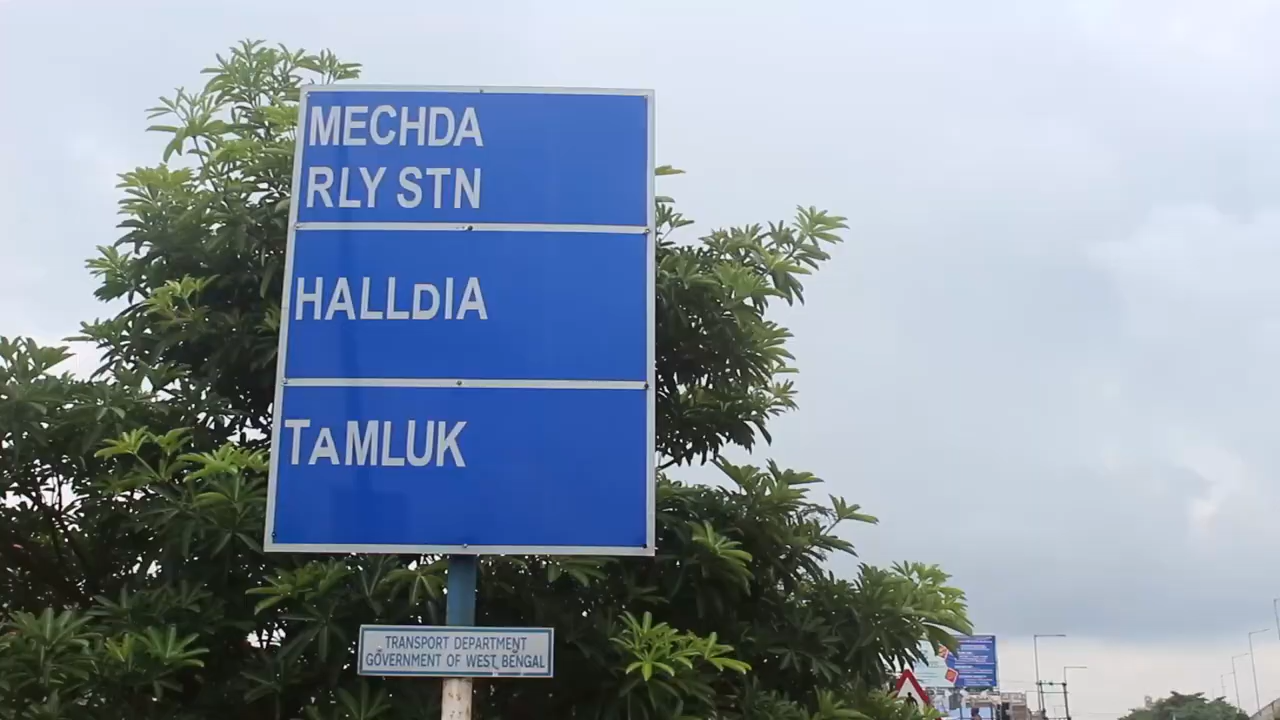 MECHDA
RLY STN
HALLDIA
TAMLUK
TRANSPORT DEPARTMENT
GOVERNMENT OF WEST BENGAL